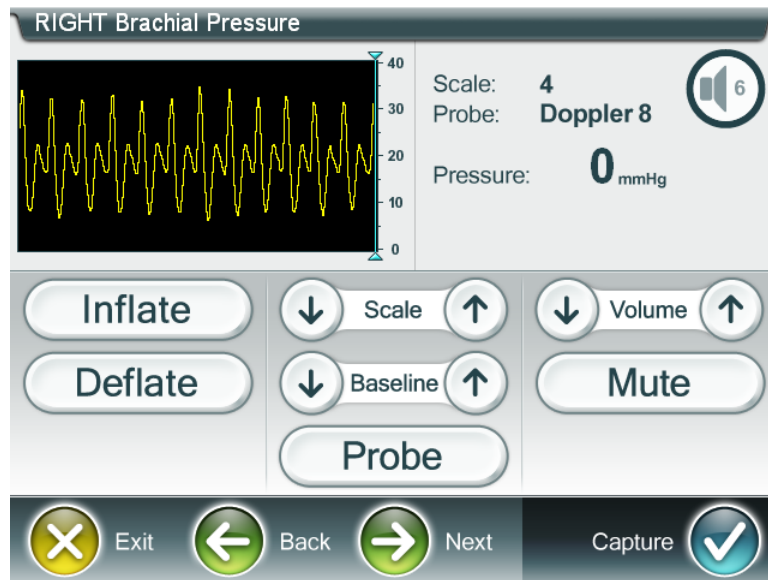 RIGHT Brachial Pressure
40
30
20
10
0
Scale: 4
Probe: Doppler 8
Pressure: 0 mmHg
6
Inflate
Scale
Volume
Deflate
Baseline
Mute
Probe
Exit
Back
Next
Capture